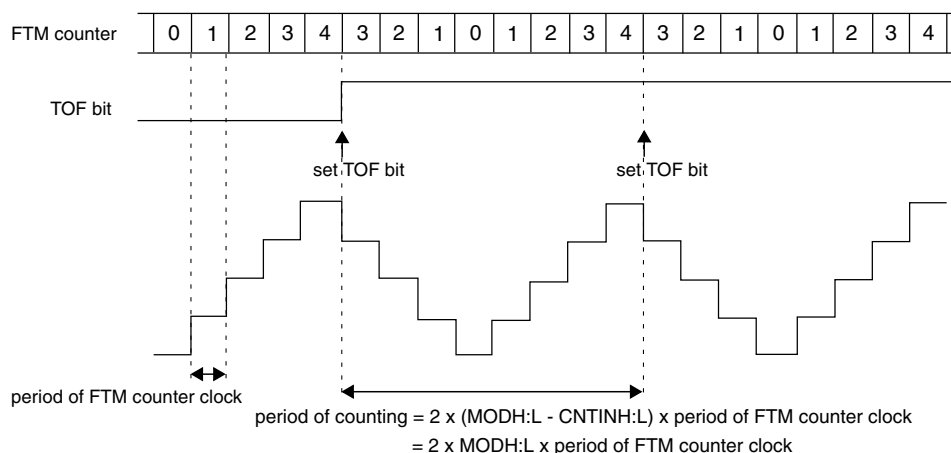 FTM counter 0 1 2 3 4 3 2 1 0 1 2 3 4 3 2 1 0 1 2 3 4
TOF bit
set TOF bit set TOF bit
period of FTM counter clock
period of counting = 2 x (MODH:L - CNTINH:L) x period of FTM counter clock
= 2 x MODH:L x period of FTM counter clock